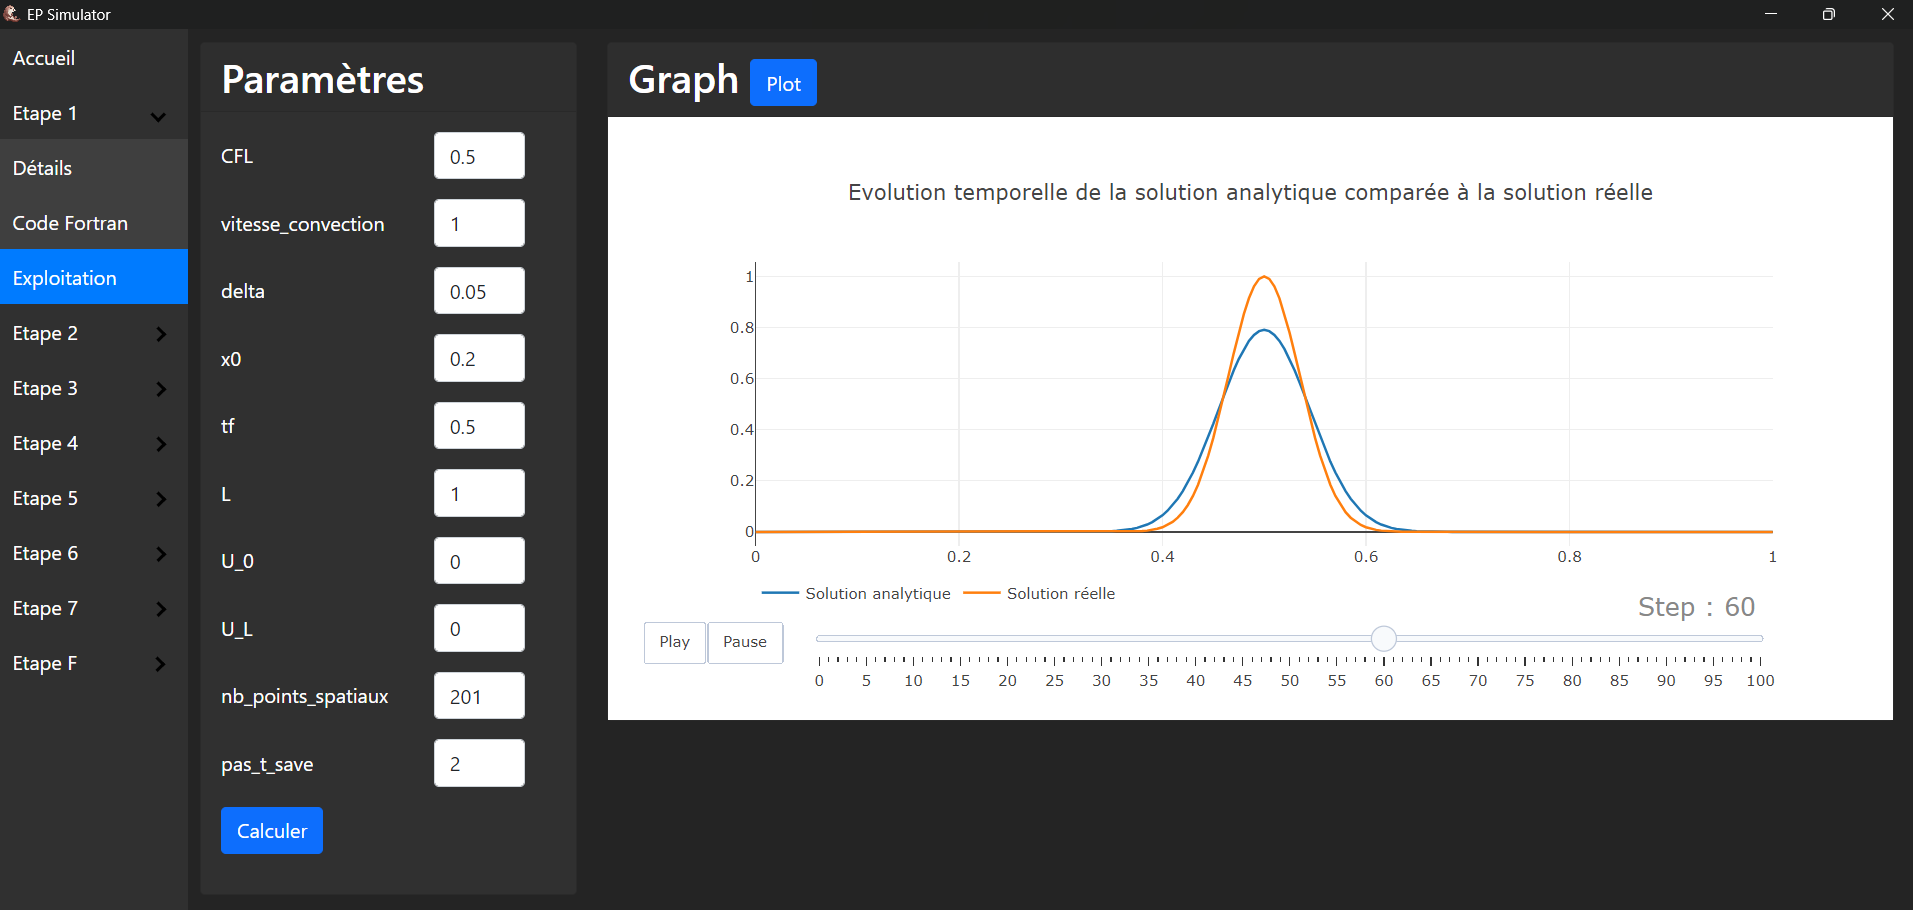 EP Simulator
Accueil
Etape 1
Détails
Code Fortran
Exploitation
Etape 2
Etape 3
Etape 4
Etape 5
Etape 6
Etape 7
Etape F
Paramètres
CFL 0.5
vitesse_convection 1
delta 0.05
x0 0.2
tf 0.5
L 1
U_0 0
U_L 0
nb_points_spatiaux 201
pas_t_save 2
Calculer
Graph Plot
Evolution temporelle de la solution analytique comparée à la solution réelle
1
0.8
0.6
0.4
0.2
0
0 0.2 0.4 0.6 0.8 1
Solution analytique Solution réelle
Step : 60
Play Pause
0 5 10 15 20 25 30 35 40 45 50 55 60 65 70 75 80 85 90 95 100